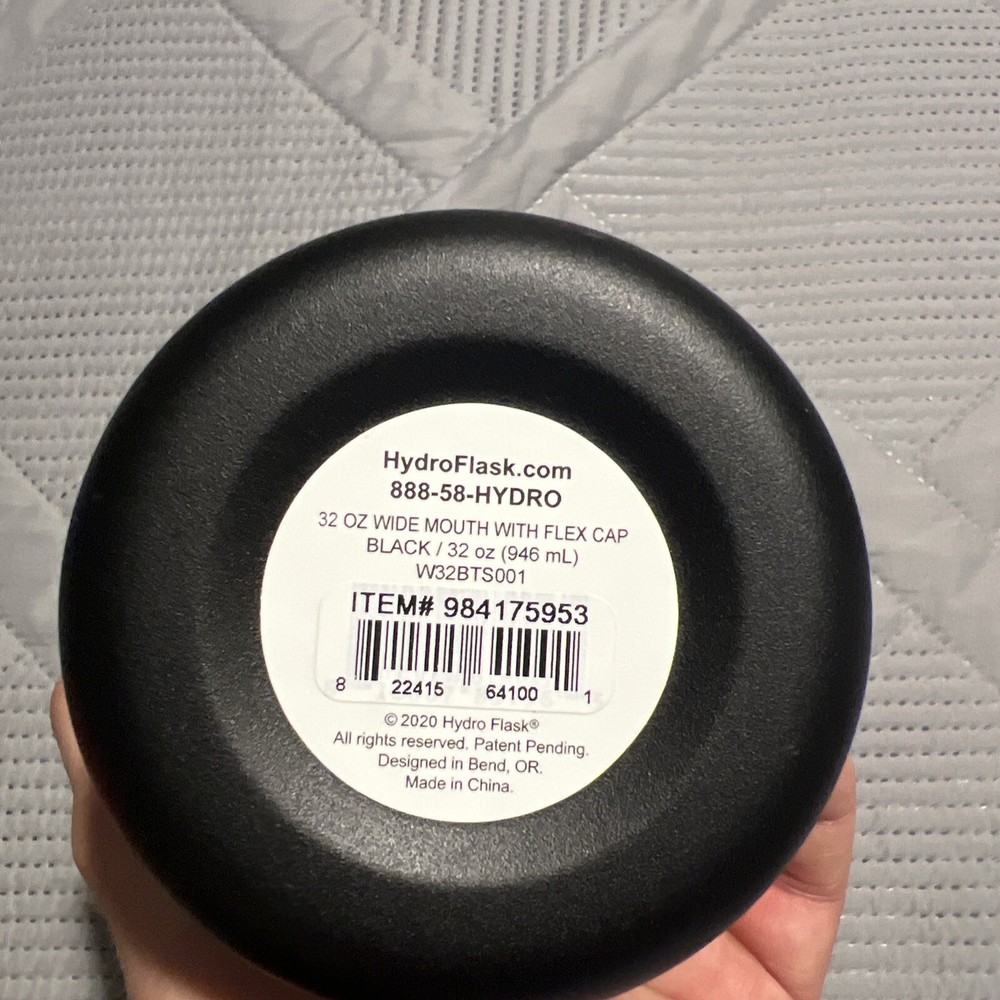 HydroFlask.com
888-58-HYDRO
32 OZ WIDE MOUTH WITH FLEX CAP
BLACK / 32 oz (946 mL)
W32BTS001
ITEM# 984175953
8 22415 64100 1
© 2020 Hydro Flask®
All rights reserved. Patent Pending.
Designed in Bend, OR.
Made in China.